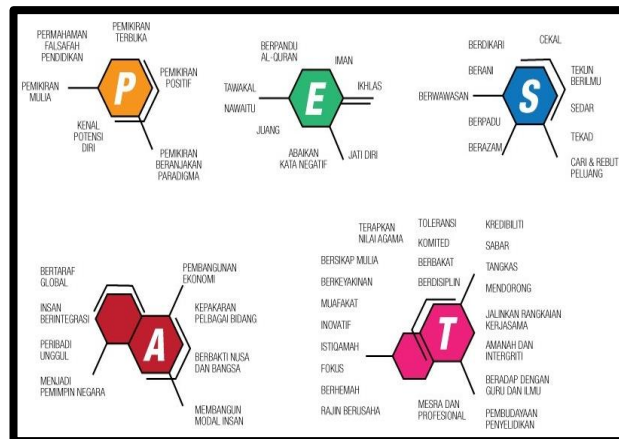 PERMAHAMAN
FALSAFAH
PENDIDIKAN
PEMIKIRAN
TERBUKA
PEMIKIRAN
POSITIF
PEMIKIRAN
MULIA
P
KENAL
POTENSI
DIRI
PEMIKIRAN
BERANJAKAN
PARADIGMA
BERPANDU
AL-QURAN
IMAN
IKHLAS
TAWAKAL
NAWAITU
E
JUANG
ABAIKAN
KATA NEGATIF
JATI DIRI
BERDIKARI
CEKAL
BERANI
TEKUN
BERILMU
BERWAWASAN
S
SEDAR
BERPADU
TEKAD
BERAZAM
CARI & REBUT
PELUANG
BERTARAF
GLOBAL
PEMBANGUNAN
EKONOMI
INSAN
BERINTEGRASI
KEPAKARAN
PELBAGAI BIDANG
PERIBADI
UNGGUL
A
BERBAKTI NUSA
DAN BANGSA
MENJADI
PEMIMPIN NEGARA
MEMBANGUN
MODAL INSAN
TERAPKAN
NILAI AGAMA
TOLERANSI
KREDIBILITI
KOMITED
SABAR
BERSIKAP MULIA
BERBAKAT
TANGKAS
BERKEYAKINAN
BERDISIPLIN
MENDORONG
MUAFAKAT
JALINKAN RANGKAIAN
KERJASAMA
INOVATIF
T
ISTIQAMAH
AMANAH DAN
INTERGRITI
FOKUS
BERADAP DENGAN
GURU DAN ILMU
BERHEMAH
RAJIN BERUSAHA
MESRA DAN
PROFESIONAL
PEMBUDAYAAN
PENYELIDIKAN